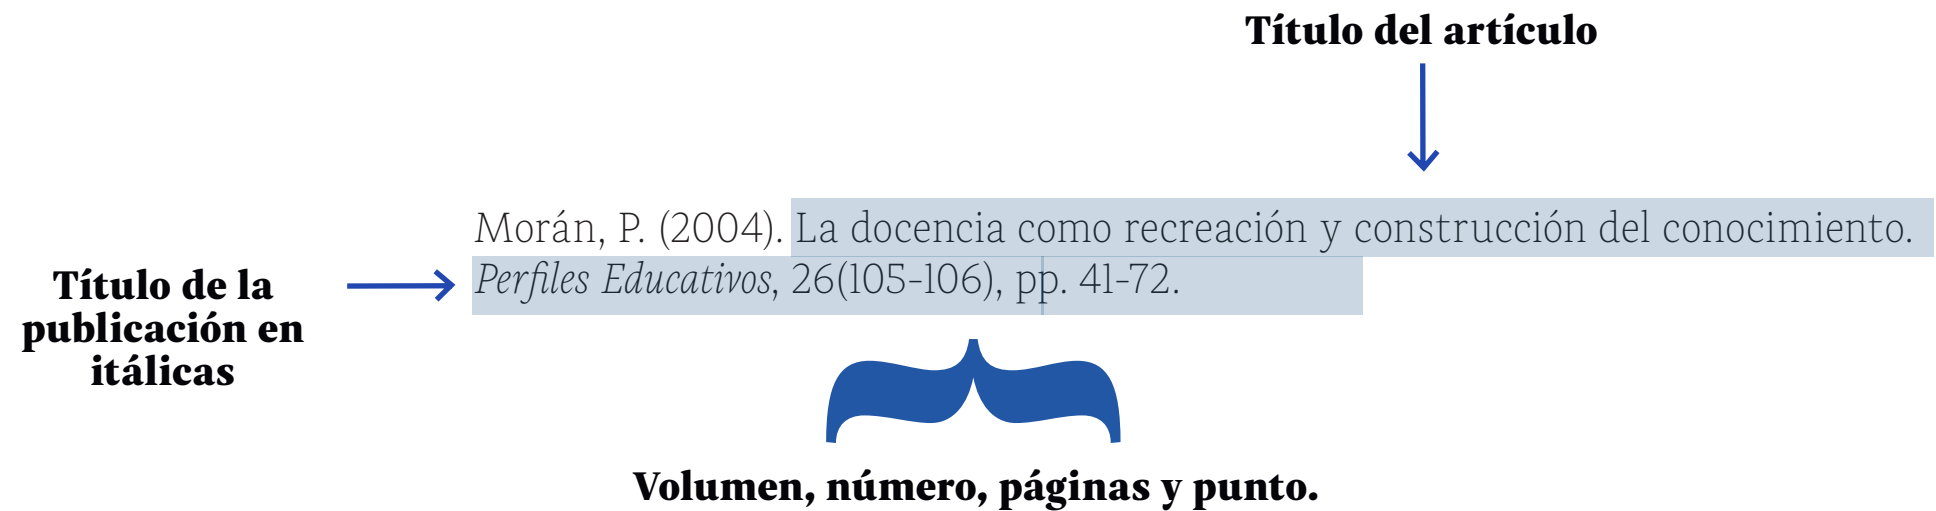 Título del artículo
Morán, P. (2004). La docencia como recreación y construcción del conocimiento.
Perfiles Educativos, 26(105-106), pp. 41-72.
Título de la
publicación en
itálicas
Volumen, número, páginas y punto.